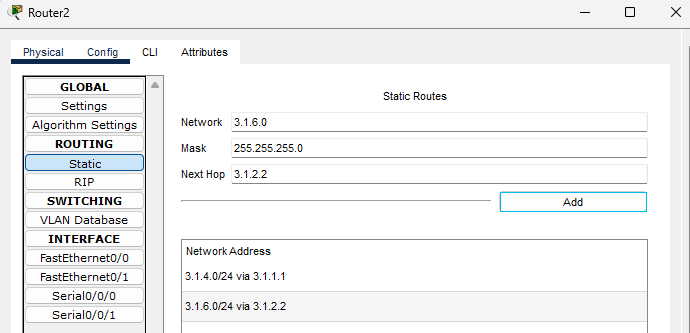 Router2
Physical Config CLI Attributes
GLOBAL
Settings
Algorithm Settings
ROUTING
Static
RIP
SWITCHING
VLAN Database
INTERFACE
FastEthernet0/0
FastEthernet0/1
Serial0/0/0
Serial0/0/1
Static Routes
Network 3.1.6.0
Mask 255.255.255.0
Next Hop 3.1.2.2
Add
Network Address
3.1.4.0/24 via 3.1.1.1
3.1.6.0/24 via 3.1.2.2